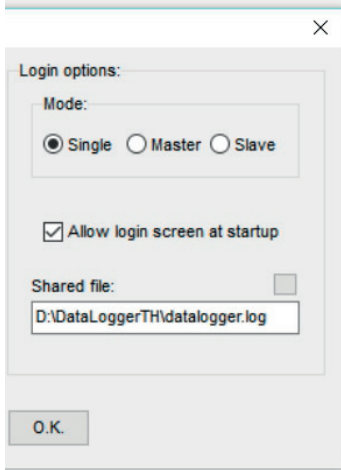 Login options:
Mode:
Single Master Slave
Allow login screen at startup
Shared file:
D:\DataLoggerTH\datalogger.log
O.K.